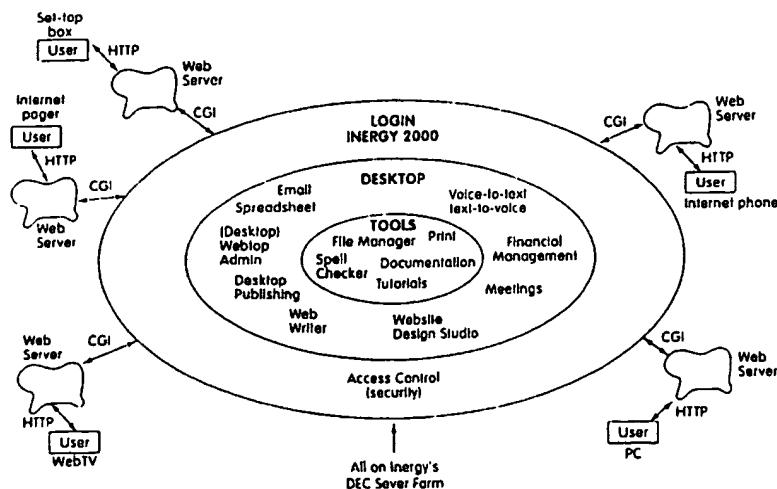 Set-top
box
User
HTTP
Web
Server
CGI
Internet
pager
User
HTTP
CGI
Web
Server
LOGIN
INERGY 2000
CGI
Web
Server
HTTP
User
Internet phone
DESKTOP
Email
Spreadsheet
Voice-to-text
text-to-voice
(Desktop)
Webtop
Admin
TOOLS
File Manager
Print
Spell
Checker
Documentation
Tutorials
Financial
Management
Desktop
Publishing
Meetings
Web
Writer
Website
Design Studio
Web
Server
CGI
HTTP
User
WebTV
Access Control
(security)
CGI
Web
Server
HTTP
User
PC
All on Inergy's
DEC Sever Farm